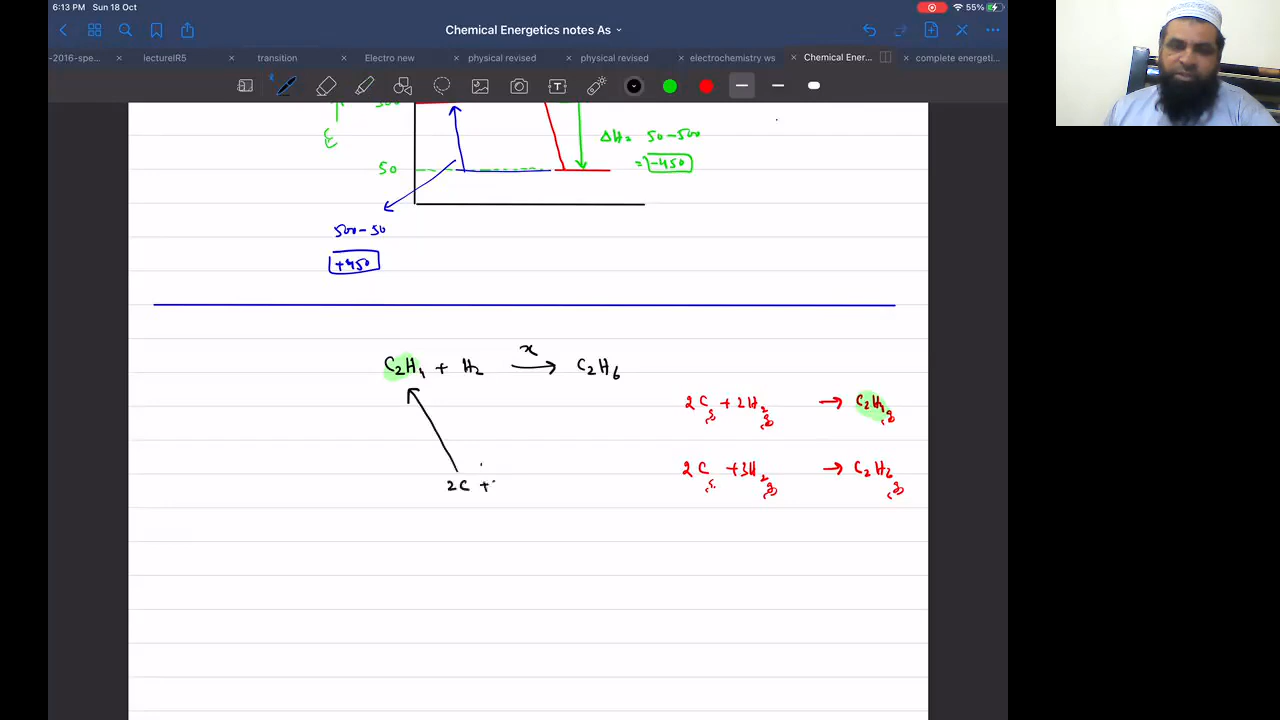 6:13 PM Sun 18 Oct
55%
Chemical Energetics notes As
-2016-spe...
lectureIR5
transition
Electro new
physical revised
physical revised
electrochemistry ws
Chemical Ener...
complete energeti...
ε
ΔH = 50-500
= -450
50
500-50
+450
C₂H₄ + H₂ x → C₂H₆
2C(s) + 2H₂(g) → C₂H₄(g)
2C(s) + 3H₂(g) → C₂H₆(g)
2C +